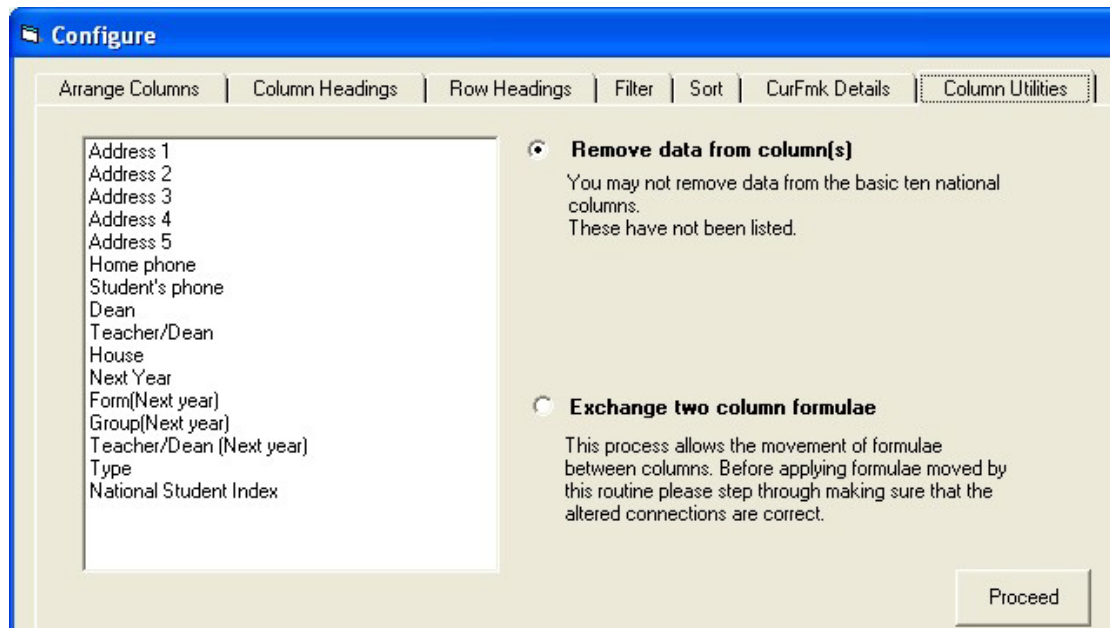 Configure
Arrange Columns
Column Headings
Row Headings
Filter
Sort
CurFmk Details
Column Utilities
Address 1
Address 2
Address 3
Address 4
Address 5
Home phone
Student's phone
Dean
Teacher/Dean
House
Next Year
Form(Next year)
Group(Next year)
Teacher/Dean (Next year)
Type
National Student Index
Remove data from column(s)
You may not remove data from the basic ten national
columns.
These have not been listed.
Exchange two column formulae
This process allows the movement of formulae
between columns. Before applying formulae moved by
this routine please step through making sure that the
altered connections are correct.
Proceed